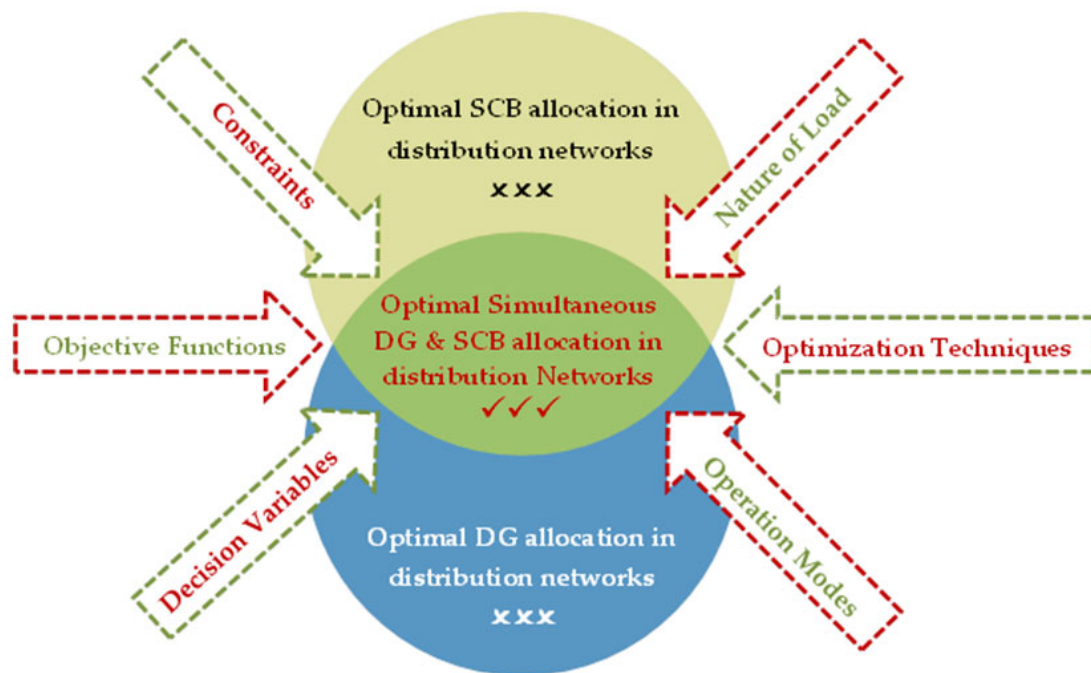 Constraints
Optimal SCB allocation in
distribution networks
✘✘✘
Nature of Load
Objective Functions
Optimal Simultaneous
DG & SCB allocation in
distribution Networks
✓✓✓
Optimization Techniques
Decision Variables
Optimal DG allocation in
distribution networks
✘✘✘
Operation Modes